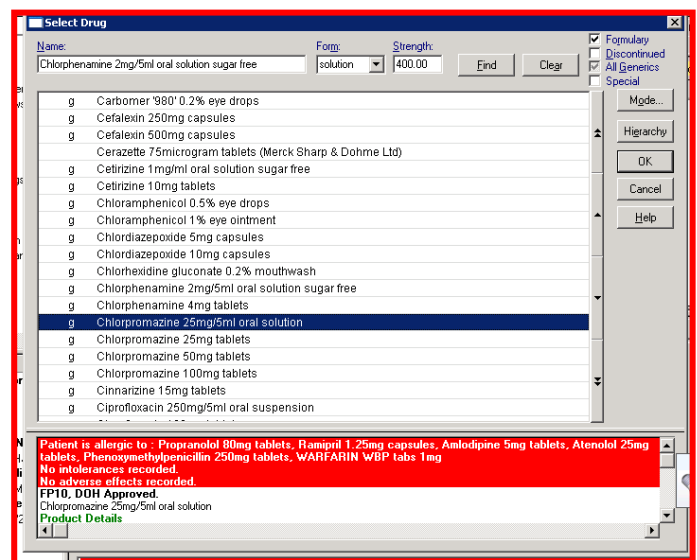 Select Drug
Name:
Form:
Strength:
Chlorphenamine 2mg/5ml oral solution sugar free
solution
400.00
Find
Clear
Formulary
Discontinued
All Generics
Special
g Carbomer '980' 0.2% eye drops
g Cefalexin 250mg capsules
g Cefalexin 500mg capsules
Cerazette 75microgram tablets (Merck Sharp & Dohme Ltd)
g Cetirizine 1mg/ml oral solution sugar free
g Cetirizine 10mg tablets
g Chloramphenicol 0.5% eye drops
g Chloramphenicol 1% eye ointment
g Chlordiazepoxide 5mg capsules
g Chlordiazepoxide 10mg capsules
g Chlorhexidine gluconate 0.2% mouthwash
g Chlorphenamine 2mg/5ml oral solution sugar free
g Chlorphenamine 4mg tablets
g Chlorpromazine 25mg/5ml oral solution
g Chlorpromazine 25mg tablets
g Chlorpromazine 50mg tablets
g Chlorpromazine 100mg tablets
g Cinnarizine 15mg tablets
g Ciprofloxacin 250mg/5ml oral suspension
Mode...
Hierarchy
OK
Cancel
Help
Patient is allergic to : Propranolol 80mg tablets, Ramipril 1.25mg capsules, Amlodipine 5mg tablets, Atenolol 25mg
tablets, Phenoxymethylpenicillin 250mg tablets, WARFARIN WBP tabs 1mg
No intolerances recorded.
No adverse effects recorded.
FP10, DOH Approved.
Chlorpromazine 25mg/5ml oral solution
Product Details